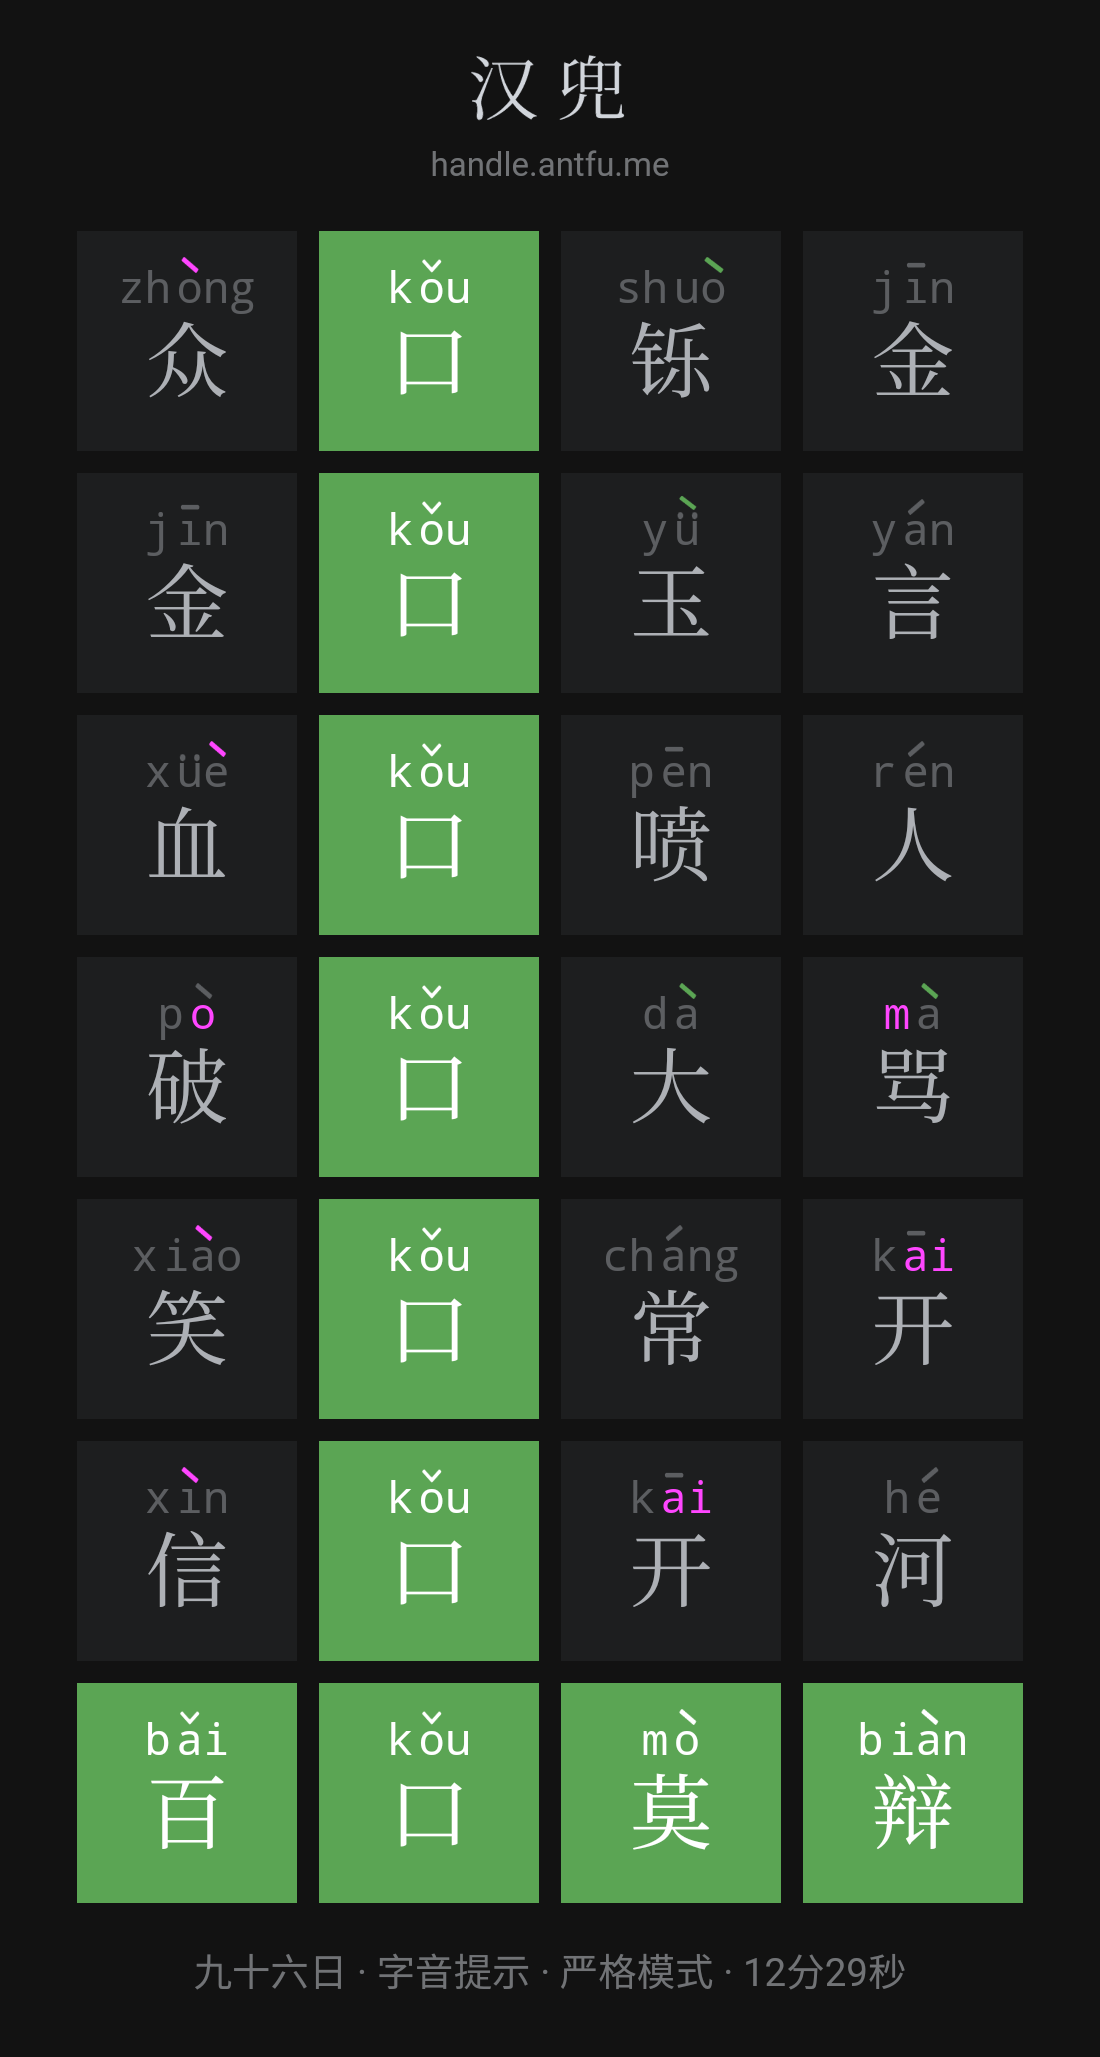 汉兜
handle.antfu.me
zhòng kǒu shuò jīn
众口铄金
jīn kǒu yǜ yán
金口玉言
xüè kǒu pēn rén
血口喷人
pò kǒu dà mà
破口大骂
xiào kǒu cháng kāi
笑口常开
xìn kǒu kāi hé
信口开河
bǎi kǒu mò biàn
百口莫辩
九十六日 · 字音提示 · 严格模式 · 12分29秒